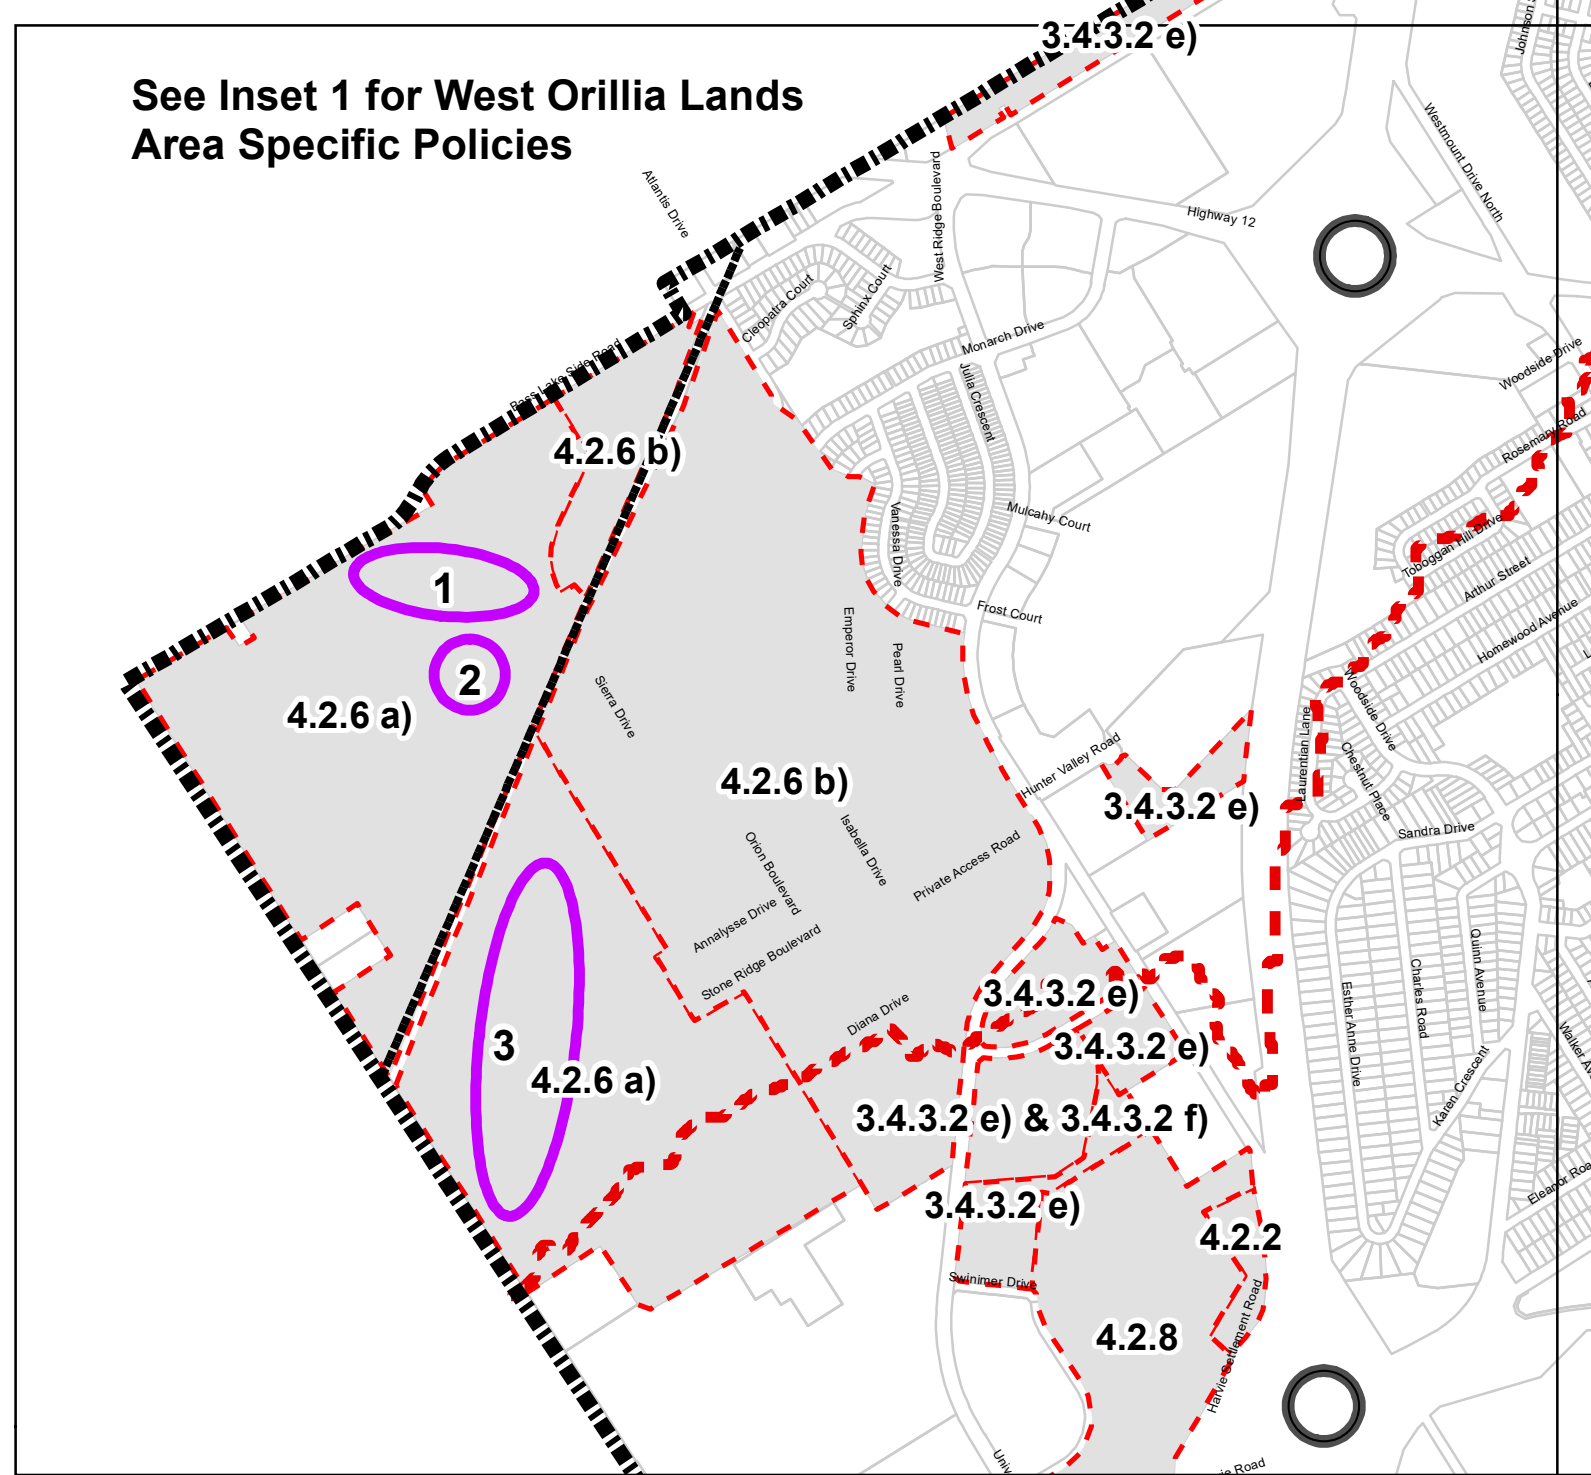 3.4.3.2 e)
See Inset 1 for West Orillia Lands
Area Specific Policies
Johnson
Westmount Drive North
Atlantis Drive
West Ridge Boulevard
Highway 12
Cleopatra Court
Sphinx Court
Monarch Drive
Julia Crescent
Bass Lake Side Road
Woodside Drive
Rosemary Road
4.2.6 b)
Vanessa Drive
Mulcahy Court
Toboggan Hill Drive
Arthur Street
Homewood Avenue
1
2
4.2.6 a)
Frost Court
Emperor Drive
Pearl Drive
Sierra Drive
Woodside Drive
Laurentian Lane
Chestnut Place
Hunter Valley Road
4.2.6 b)
3.4.3.2 e)
Sandra Drive
Isabella Drive
Orion Boulevard
Private Access Road
Annalysse Drive
Stone Ridge Boulevard
Quinn Avenue
Charles Road
Esther Anne Drive
3.4.3.2 e)
Diana Drive
3
3.4.3.2 e)
4.2.6 a)
Walker
Karen Crescent
3.4.3.2 e) & 3.4.3.2 f)
Eleanor Road
3.4.3.2 e)
4.2.2
Swinimer Drive
4.2.8
Harvie Settlement Road
Univ
Road